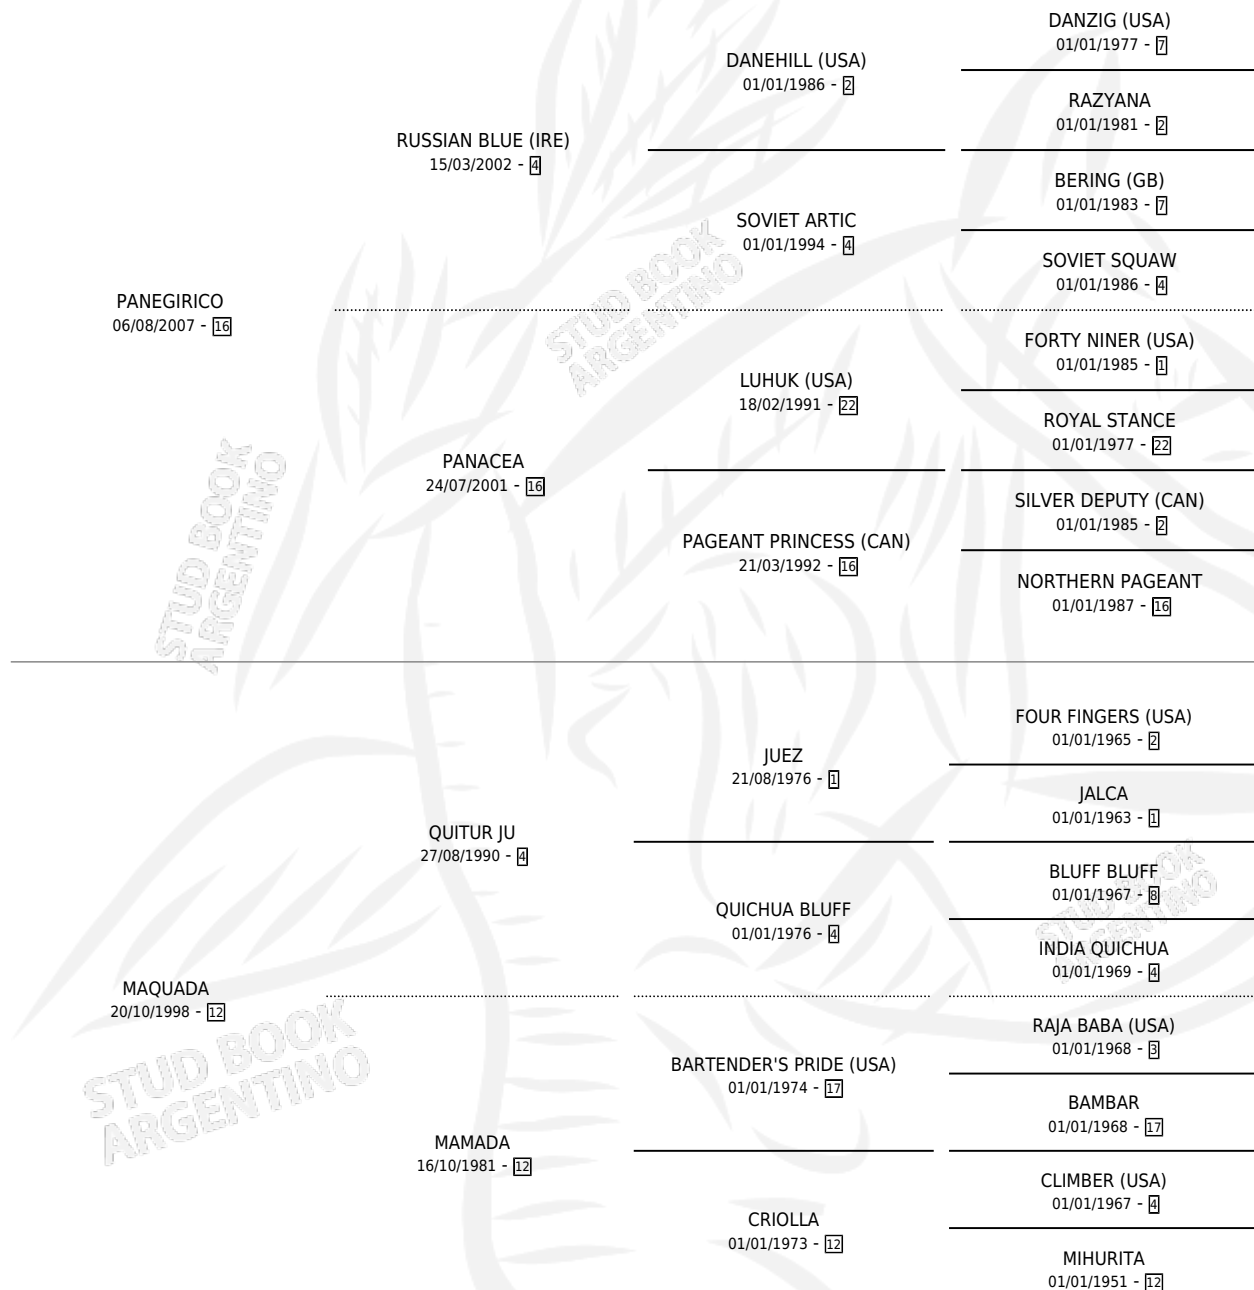 DANZIG (USA)
01/01/1977 - 7
DANEHILL (USA)
01/01/1986 - 2
RAZYANA
01/01/1981 - 2
RUSSIAN BLUE (IRE)
15/03/2002 - 4
BERING (GB)
01/01/1983 - 7
SOVIET ARTIC
01/01/1994 - 4
SOVIET SQUAW
01/01/1986 - 4
PANEGIRICO
06/08/2007 - 16
FORTY NINER (USA)
01/01/1985 - 1
LUHUK (USA)
18/02/1991 - 22
ROYAL STANCE
01/01/1977 - 22
PANACEA
24/07/2001 - 16
SILVER DEPUTY (CAN)
01/01/1985 - 2
PAGEANT PRINCESS (CAN)
21/03/1992 - 16
NORTHERN PAGEANT
01/01/1987 - 16
STUD BOOK
ARGENTINO
STUD BOOK
ARGENTINO
FOUR FINGERS (USA)
01/01/1965 - 2
JUEZ
21/08/1976 - 1
JALCA
01/01/1963 - 1
QUITUR JU
27/08/1990 - 4
BLUFF BLUFF
01/01/1967 - 8
QUICHUA BLUFF
01/01/1976 - 4
INDIA QUICHUA
01/01/1969 - 4
STUD BOOK
ARGENTINO
MAQUADA
20/10/1998 - 12
RAJA BABA (USA)
01/01/1968 - 3
BARTENDER'S PRIDE (USA)
01/01/1974 - 17
BAMBAR
01/01/1968 - 17
STUD BOOK
ARGENTINO
MAMADA
16/10/1981 - 12
CLIMBER (USA)
01/01/1967 - 4
CRIOLLA
01/01/1973 - 12
MIHURITA
01/01/1951 - 12